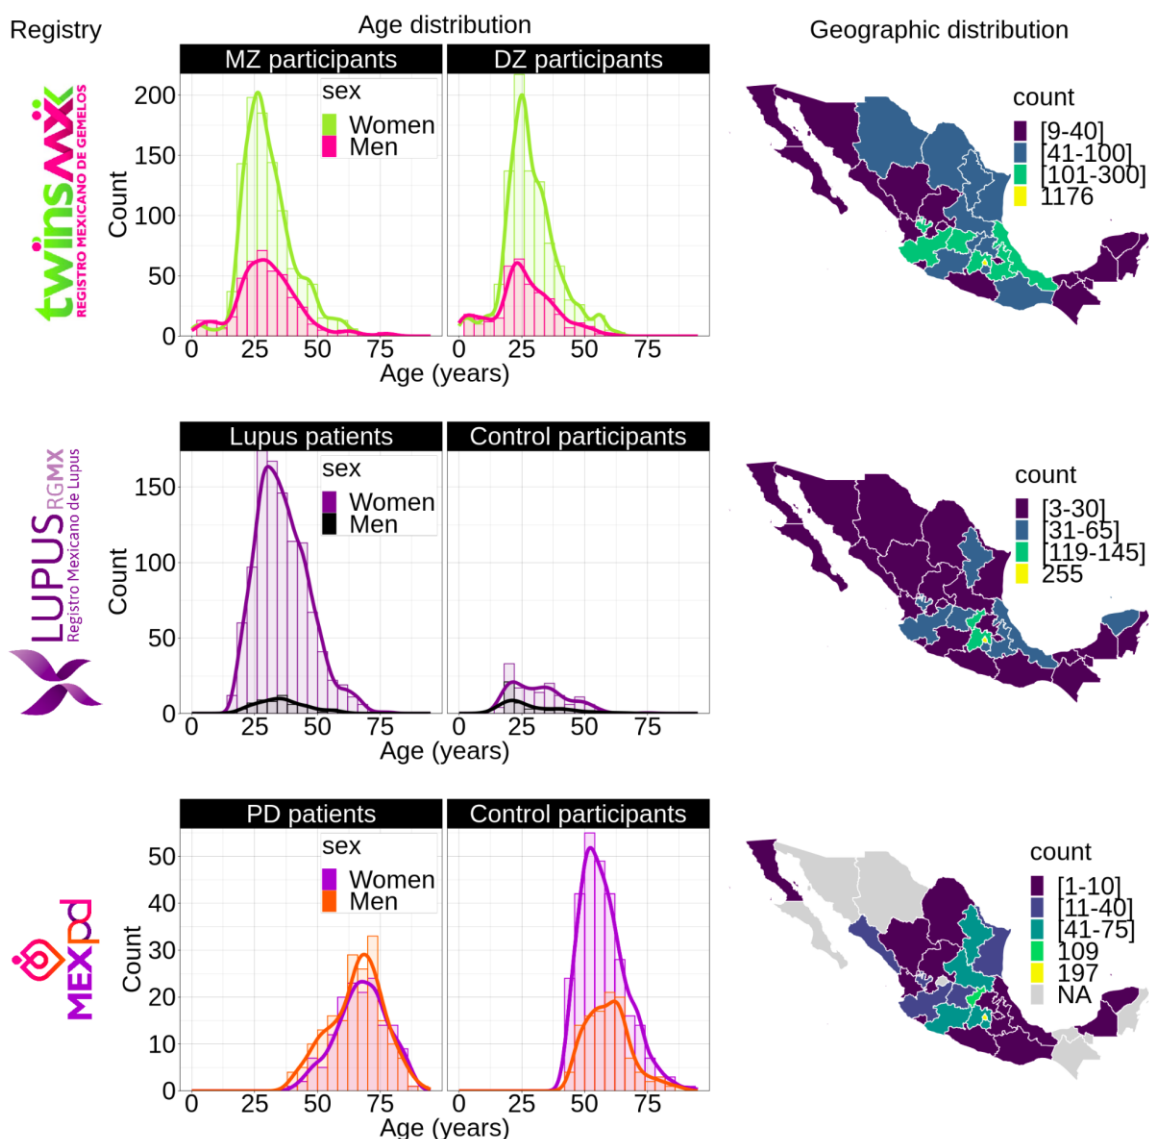 Registry
Age distribution
Geographic distribution
twinsMX
REGISTRO MEXICANO DE GEMELOS
MZ participants
DZ participants
sex
Women
Men
Count
200
150
100
50
0
0 25 50 75
0 25 50 75
Age (years)
count
[9-40]
[41-100]
[101-300]
1176
LUPUS RGMX
Registro Mexicano de Lupus
Lupus patients
Control participants
sex
Women
Men
Count
150
100
50
0
0 25 50 75
0 25 50 75
Age (years)
count
[3-30]
[31-65]
[119-145]
255
MEXpd
PD patients
Control participants
sex
Women
Men
Count
50
40
30
20
10
0
0 25 50 75
0 25 50 75
Age (years)
count
[1-10]
[11-40]
[41-75]
109
197
NA